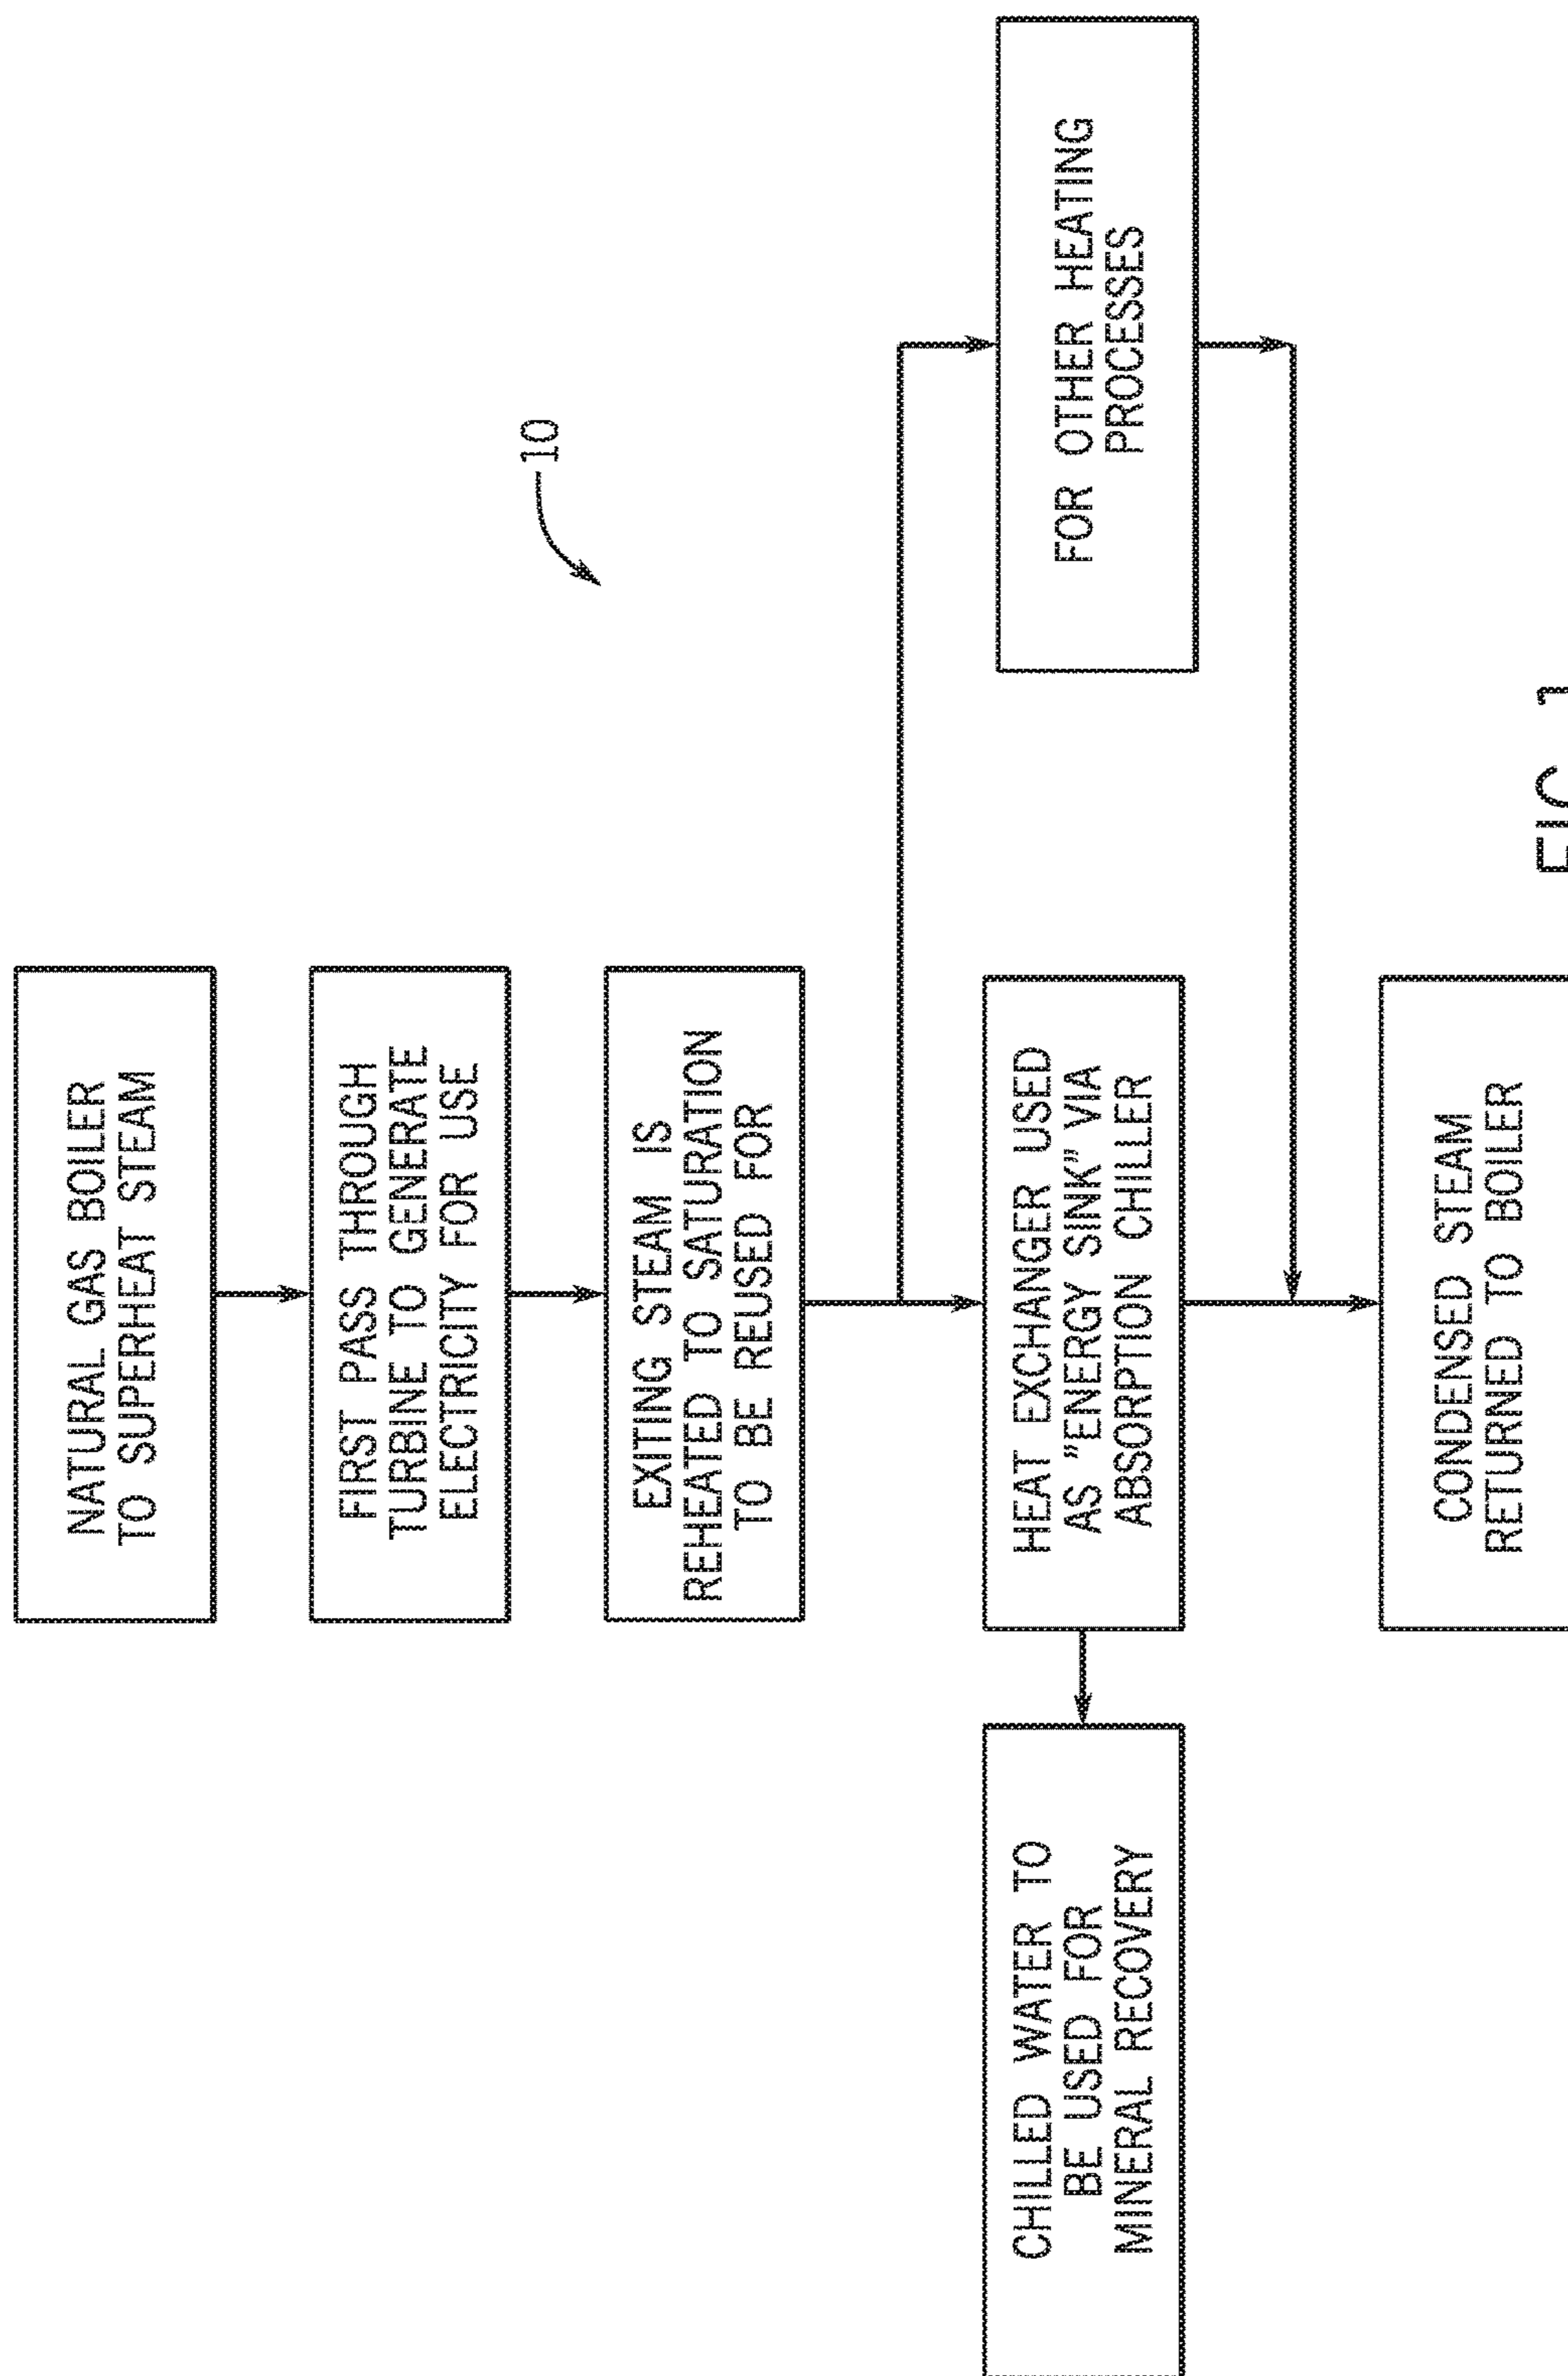 NATURAL GAS BOILER
TO SUPERHEAT STEAM
FIRST PASS THROUGH
TURBINE TO GENERATE
ELECTRICITY FOR USE
EXITING STEAM IS
REHEATED TO SATURATION
TO BE REUSED FOR
10
CHILLED WATER TO
BE USED FOR
MINERAL RECOVERY
HEAT EXCHANGER USED
AS "ENERGY SINK" VIA
ABSORPTION CHILLER
FOR OTHER HEATING
PROCESSES
CONDENSED STEAM
RETURNED TO BOILER
FIG. 1